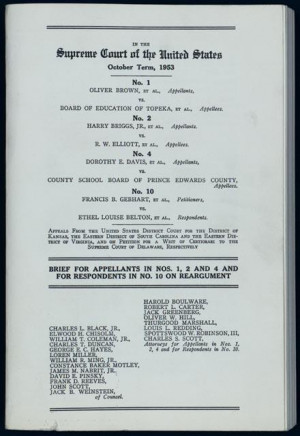 IN THE
Supreme Court of the United States
October Term, 1953
No. 1
OLIVER BROWN, ET AL., Appellants,
vs.
BOARD OF EDUCATION OF TOPEKA, ET AL., Appellees.
No. 2
HARRY BRIGGS, JR., ET AL., Appellants,
vs.
R. W. ELLIOTT, ET AL., Appellees.
No. 4
DOROTHY E. DAVIS, ET AL., Appellants,
vs.
COUNTY SCHOOL BOARD OF PRINCE EDWARDS COUNTY,
Appellees.
No. 10
FRANCIS B. GEBHART, ET AL., Petitioners,
vs.
ETHEL LOUISE BELTON, ET AL., Respondents.
APPEALS FROM THE UNITED STATES DISTRICT COURT FOR THE DISTRICT OF
KANSAS, THE EASTERN DISTRICT OF SOUTH CAROLINA AND THE EASTERN DIS-
TRICT OF VIRGINIA, AND ON PETITION FOR A WRIT OF CERTIORARI TO THE
SUPREME COURT OF DELAWARE, RESPECTIVELY
BRIEF FOR APPELLANTS IN NOS. 1, 2 AND 4 AND
FOR RESPONDENTS IN NO. 10 ON REARGUMENT
HAROLD BOULWARE,
ROBERT L. CARTER,
JACK GREENBERG,
OLIVER W. HILL,
THURGOOD MARSHALL,
LOUIS L. REDDING,
SPOTTSWOOD W. ROBINSON, III,
CHARLES S. SCOTT,
Attorneys for Appellants in Nos. 1,
2, 4 and for Respondents in No. 10.
CHARLES L. BLACK, JR.,
ELWOOD H. CHISOLM,
WILLIAM T. COLEMAN, JR.,
CHARLES T. DUNCAN,
GEORGE E. C. HAYES,
LOREN MILLER,
WILLIAM R. MING, JR.,
CONSTANCE BAKER MOTLEY,
JAMES M. NABRIT, JR.,
DAVID E. PINSKY,
FRANK D. REEVES,
JOHN SCOTT,
JACK B. WEINSTEIN,
of Counsel.